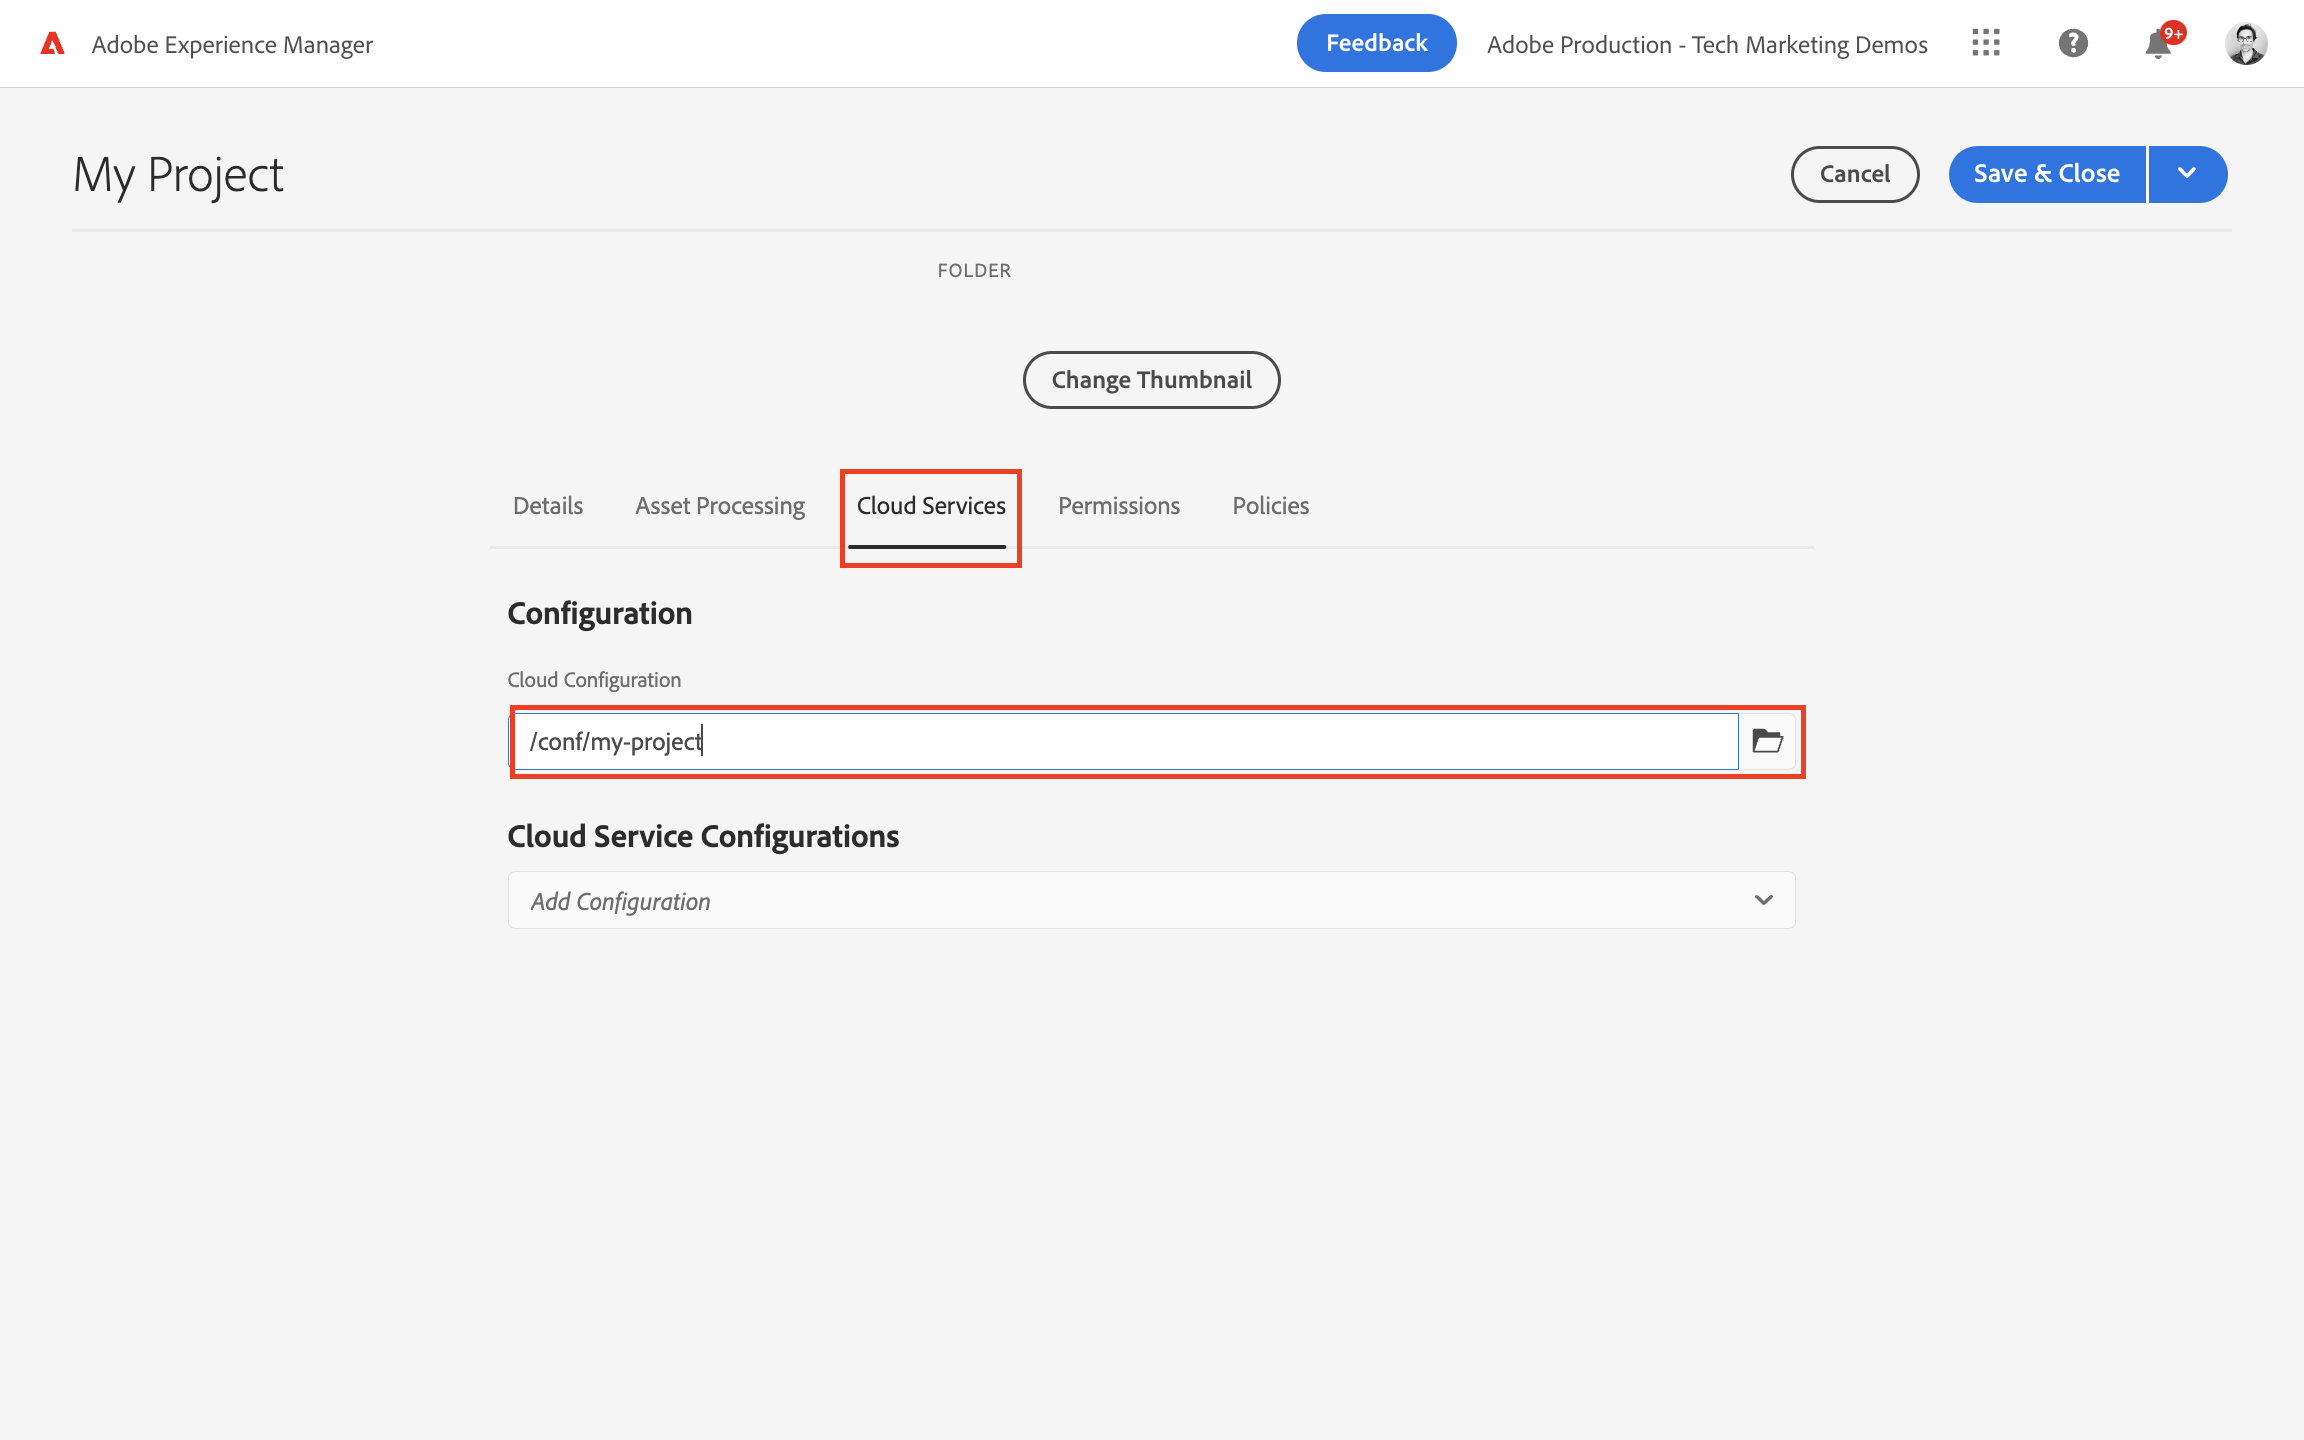 Adobe Experience Manager
Feedback
Adobe Production - Tech Marketing Demos
9+
My Project
Cancel
Save & Close
FOLDER
Change Thumbnail
Details
Asset Processing
Cloud Services
Permissions
Policies
Configuration
Cloud Configuration
/conf/my-project
Cloud Service Configurations
Add Configuration